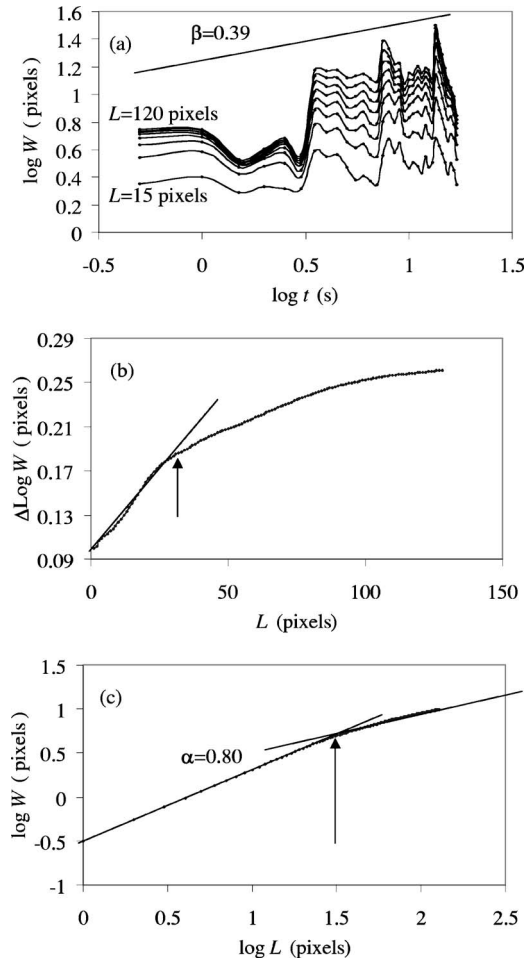 1.6
1.4
1.2
1.0
0.8
0.6
0.4
0.2
0
(a)
β=0.39
L=120 pixels
L=15 pixels
log W ( pixels)
-0.5
0
0.5
1
1.5
log t (s)
0.29
0.25
0.21
0.17
0.13
0.09
(b)
ΔLog W ( pixels)
0
50
100
150
L (pixels)
1.5
1
0.5
0
-0.5
-1
(c)
α=0.80
log W ( pixels)
0
0.5
1
1.5
2
2.5
log L (pixels)